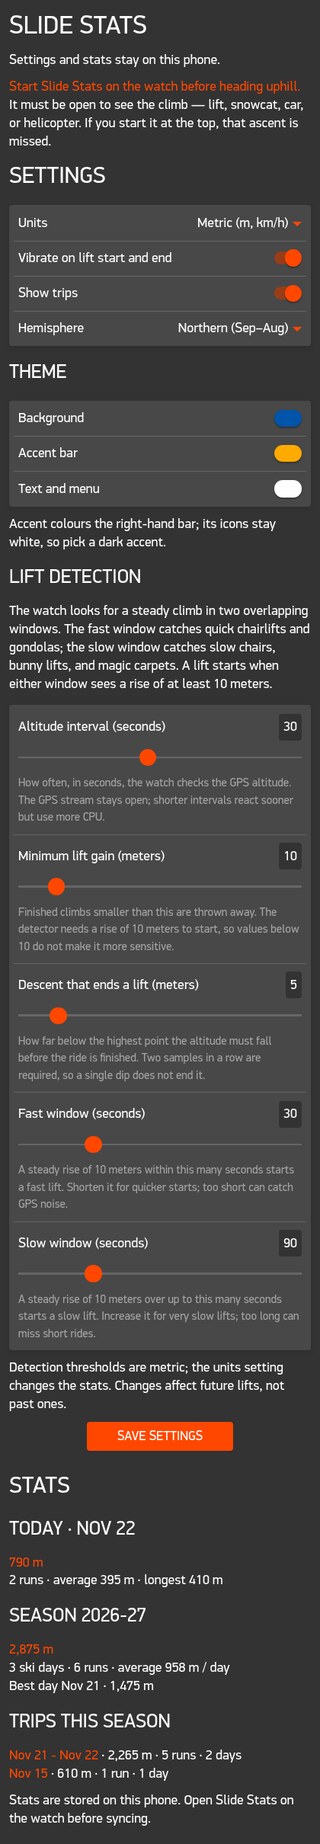 SLIDE STATS
Settings and stats stay on this phone.
Start Slide Stats on the watch before heading uphill.
It must be open to see the climb — lift, snowcat, car,
or helicopter. If you start it at the top, that ascent is
missed.
SETTINGS
Units Metric (m, km/h)
Vibrate on lift start and end
Show trips
Hemisphere Northern (Sep–Aug)
THEME
Background
Accent bar
Text and menu
Accent colours the right-hand bar; its icons stay
white, so pick a dark accent.
LIFT DETECTION
The watch looks for a steady climb in two overlapping
windows. The fast window catches quick chairlifts and
gondolas; the slow window catches slow chairs,
bunny lifts, and magic carpets. A lift starts when
either window sees a rise of at least 10 meters.
Altitude interval (seconds) 30
How often, in seconds, the watch checks the GPS altitude.
The GPS stream stays open; shorter intervals react sooner
but use more CPU.
Minimum lift gain (meters) 10
Finished climbs smaller than this are thrown away. The
detector needs a rise of 10 meters to start, so values below
10 do not make it more sensitive.
Descent that ends a lift (meters) 5
How far below the highest point the altitude must fall
before the ride is finished. Two samples in a row are
required, so a single dip does not end it.
Fast window (seconds) 30
A steady rise of 10 meters within this many seconds starts
a fast lift. Shorten it for quicker starts; too short can catch
GPS noise.
Slow window (seconds) 90
A steady rise of 10 meters over up to this many seconds
starts a slow lift. Increase it for very slow lifts; too long can
miss short rides.
Detection thresholds are metric; the units setting
changes the stats. Changes affect future lifts, not
past ones.
SAVE SETTINGS
STATS
TODAY · NOV 22
790 m
2 runs · average 395 m · longest 410 m
SEASON 2026-27
2,875 m
3 ski days · 6 runs · average 958 m / day
Best day Nov 21 · 1,475 m
TRIPS THIS SEASON
Nov 21 - Nov 22 · 2,265 m · 5 runs · 2 days
Nov 15 · 610 m · 1 run · 1 day
Stats are stored on this phone. Open Slide Stats on
the watch before syncing.